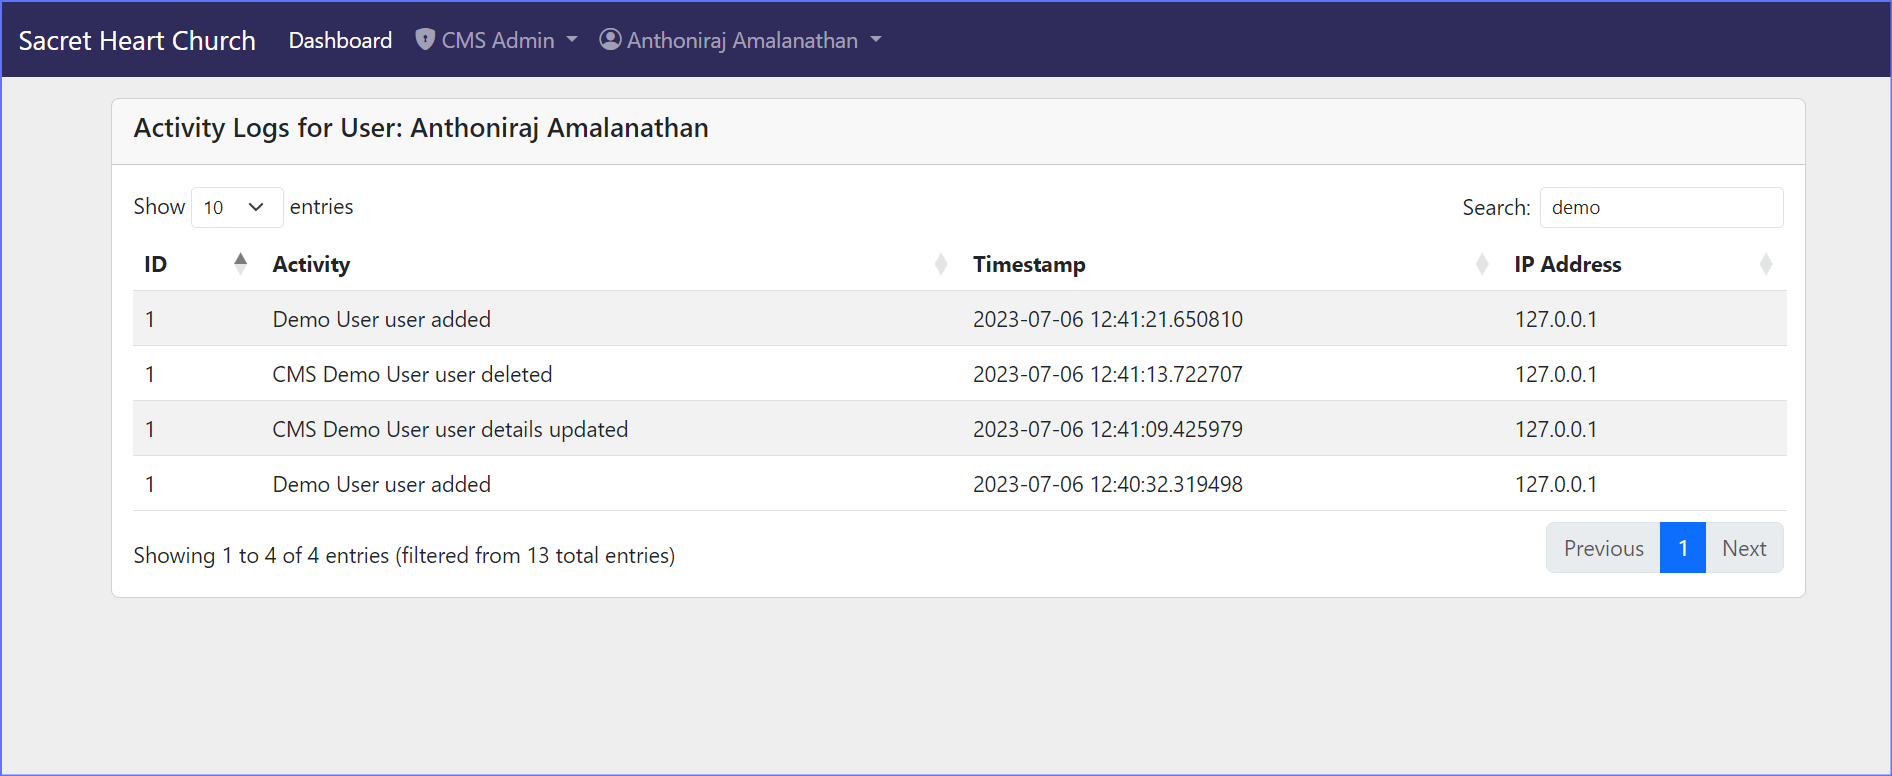 Sacret Heart Church Dashboard CMS Admin Anthoniraj Amalanathan
Activity Logs for User: Anthoniraj Amalanathan
Show 10 entries Search: demo
ID Activity Timestamp IP Address
1 Demo User user added 2023-07-06 12:41:21.650810 127.0.0.1
1 CMS Demo User user deleted 2023-07-06 12:41:13.722707 127.0.0.1
1 CMS Demo User user details updated 2023-07-06 12:41:09.425979 127.0.0.1
1 Demo User user added 2023-07-06 12:40:32.319498 127.0.0.1
Showing 1 to 4 of 4 entries (filtered from 13 total entries) Previous 1 Next